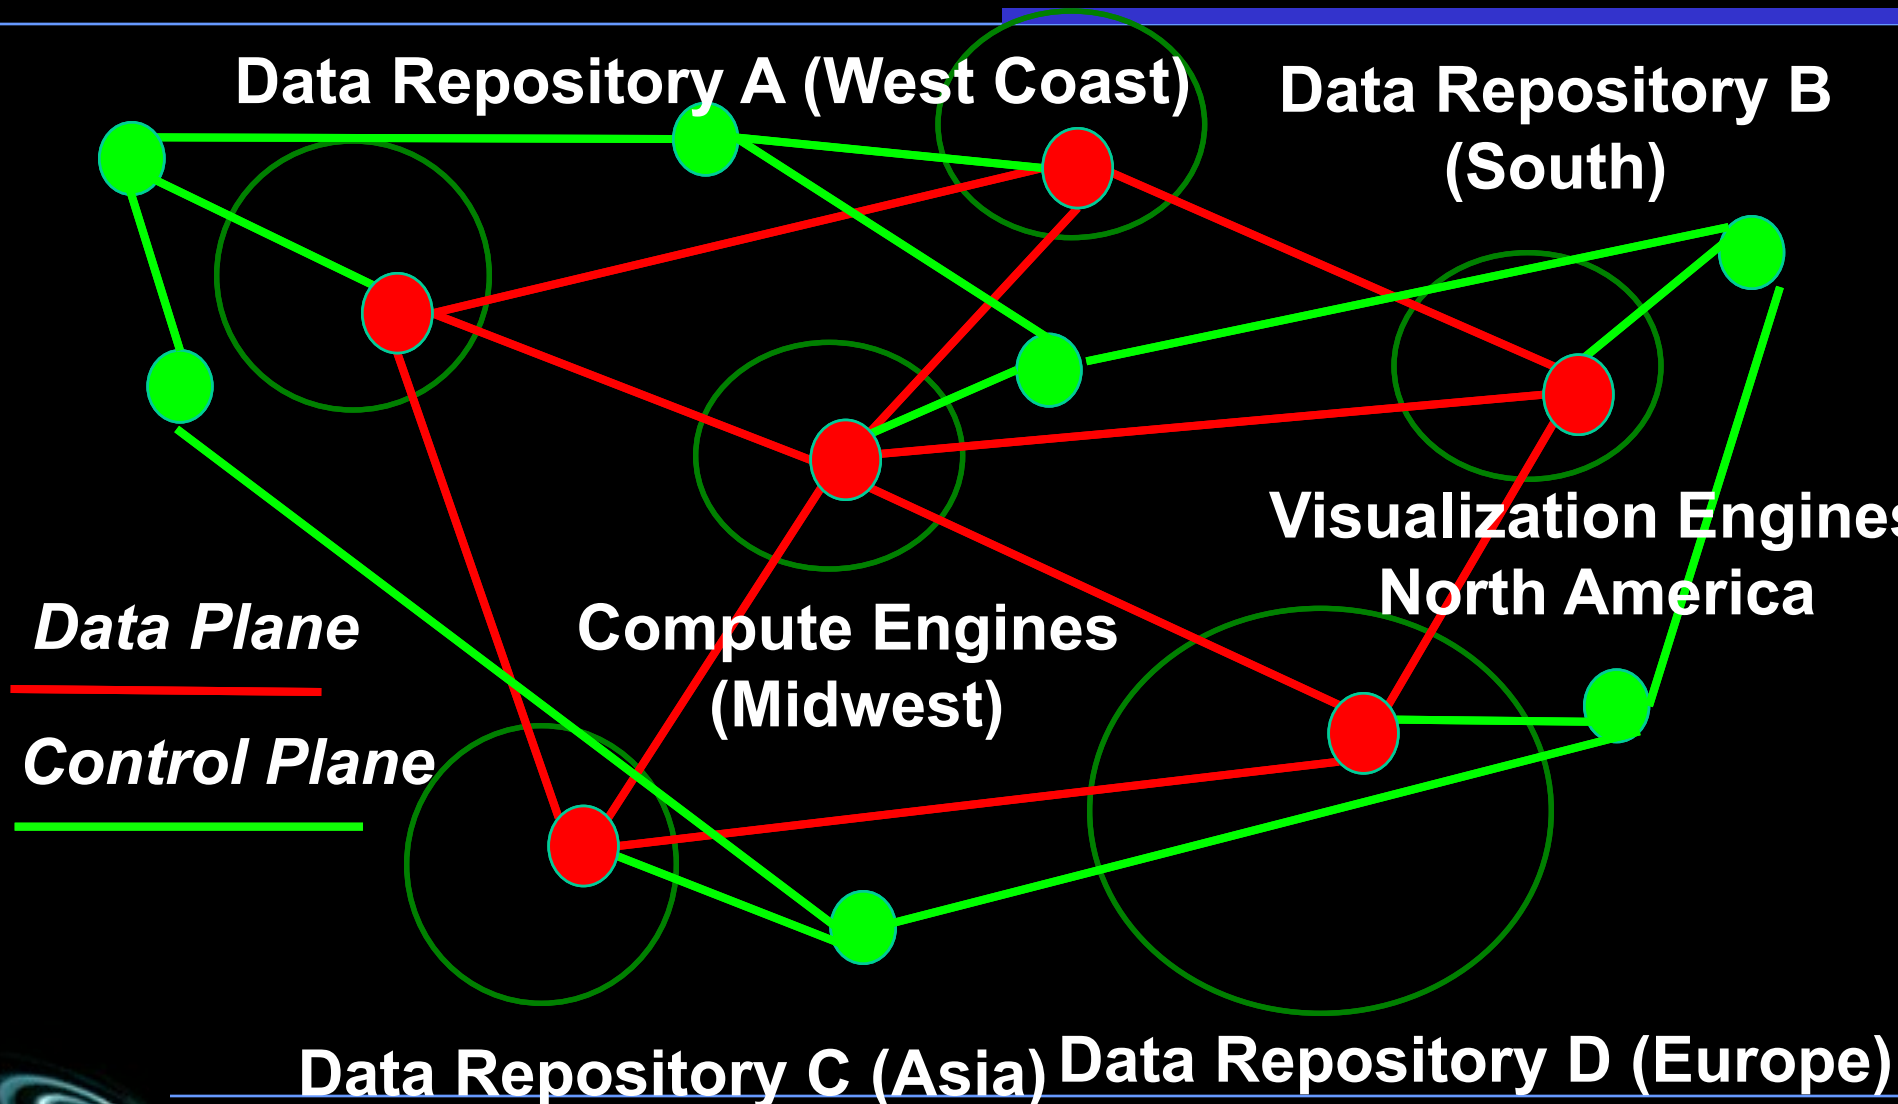 Data Repository A (West Coast)
Data Repository B
(South)
Visualization Engines
North America
Data Plane
Compute Engines
(Midwest)
Control Plane
Data Repository C (Asia)
Data Repository D (Europe)